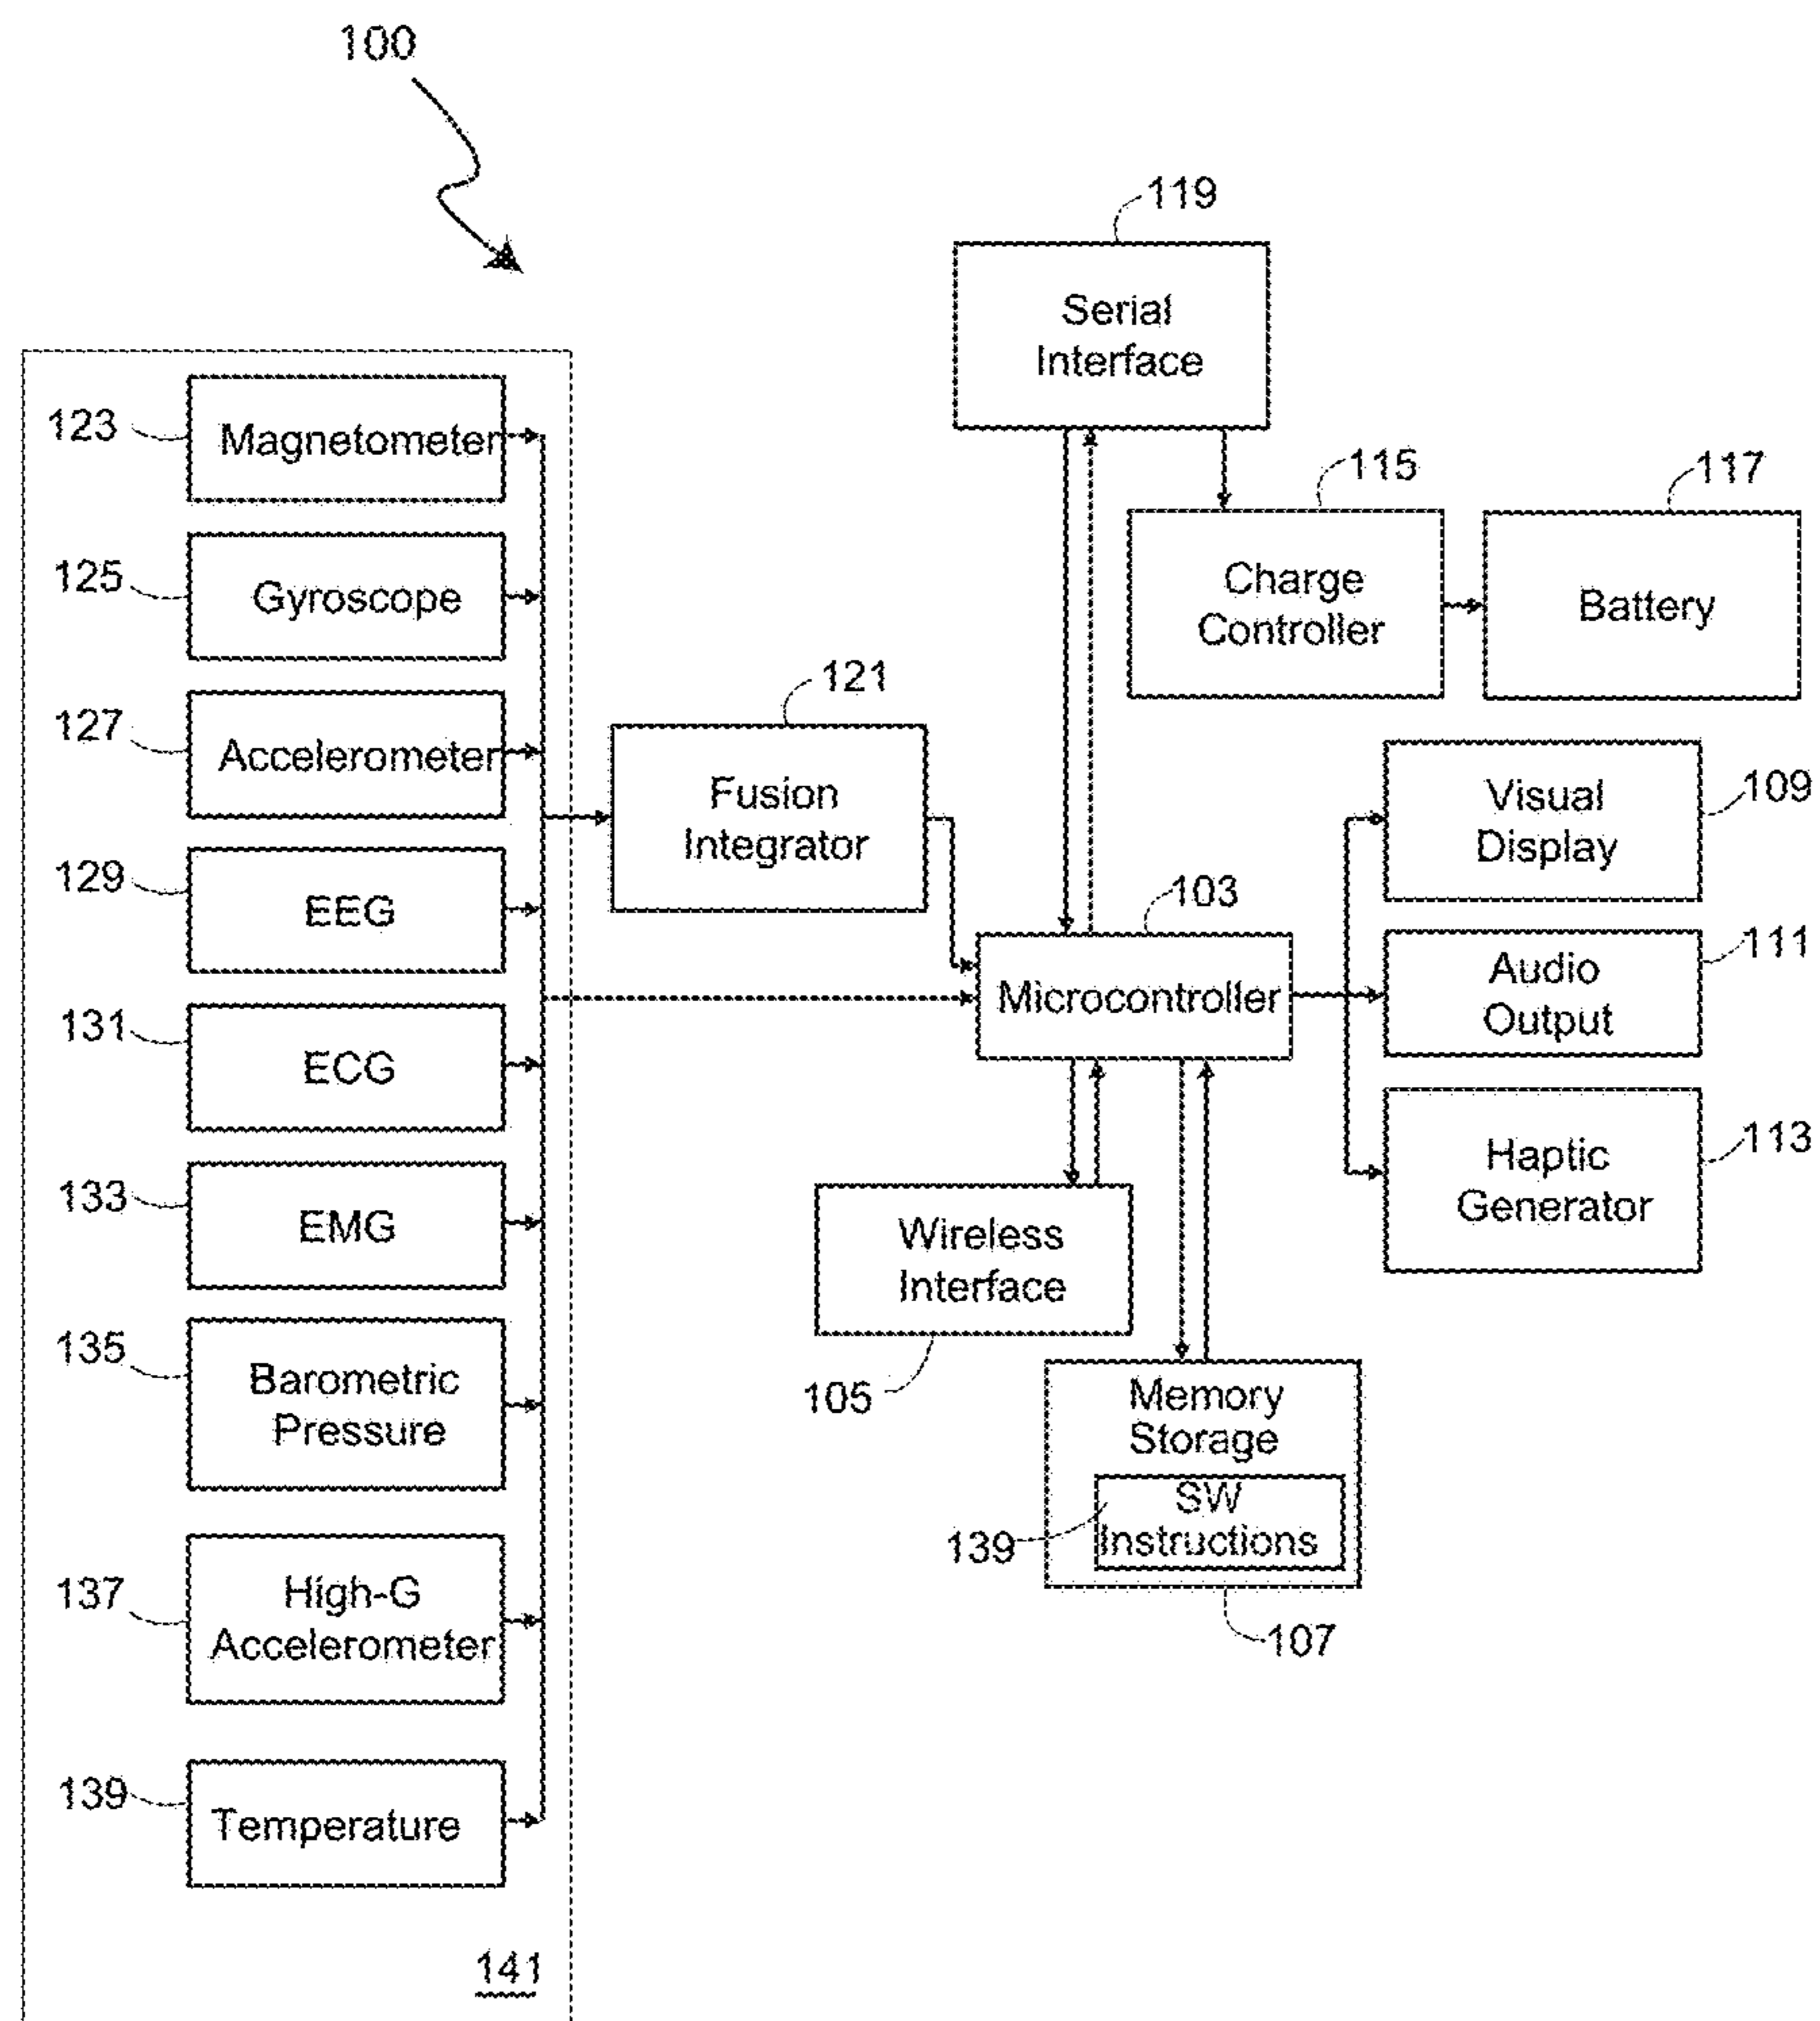 100
119
Serial
Interface
123
Magnetometer
115
117
125
Gyroscope
Charge
Controller
Battery
121
127
Accelerometer
Fusion
Integrator
Visual
Display
109
129
EEG
103
Microcontroller
Audio
Output
111
131
ECG
Haptic
Generator
113
133
EMG
Wireless
Interface
105
135
Barometric
Pressure
Memory
Storage
139
SW
Instructions
107
137
High-G
Accelerometer
139
Temperature
141